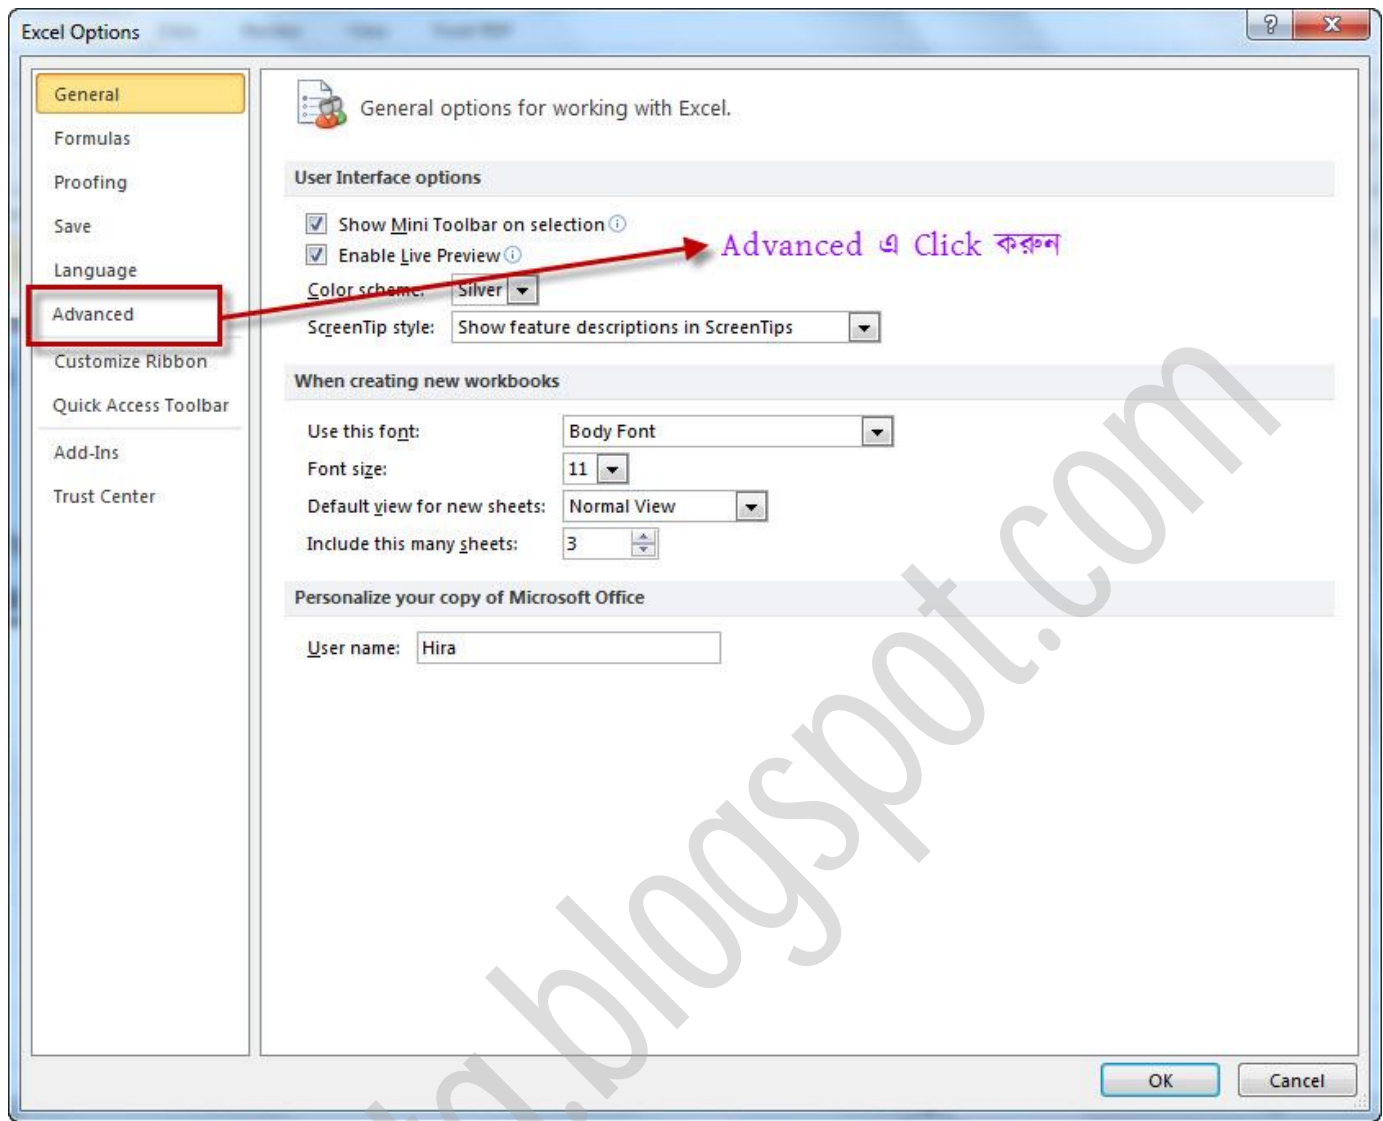 Excel Options
General
Formulas
Proofing
Save
Language
Advanced
Customize Ribbon
Quick Access Toolbar
Add-Ins
Trust Center
General options for working with Excel.
User Interface options
Show Mini Toolbar on selection
Enable Live Preview
Advanced এ Click করুন
Color scheme: Silver
ScreenTip style: Show feature descriptions in ScreenTips
When creating new workbooks
Use this font: Body Font
Font size: 11
Default view for new sheets: Normal View
Include this many sheets: 3
Personalize your copy of Microsoft Office
User name: Hira
OK Cancel
.blogspot.com